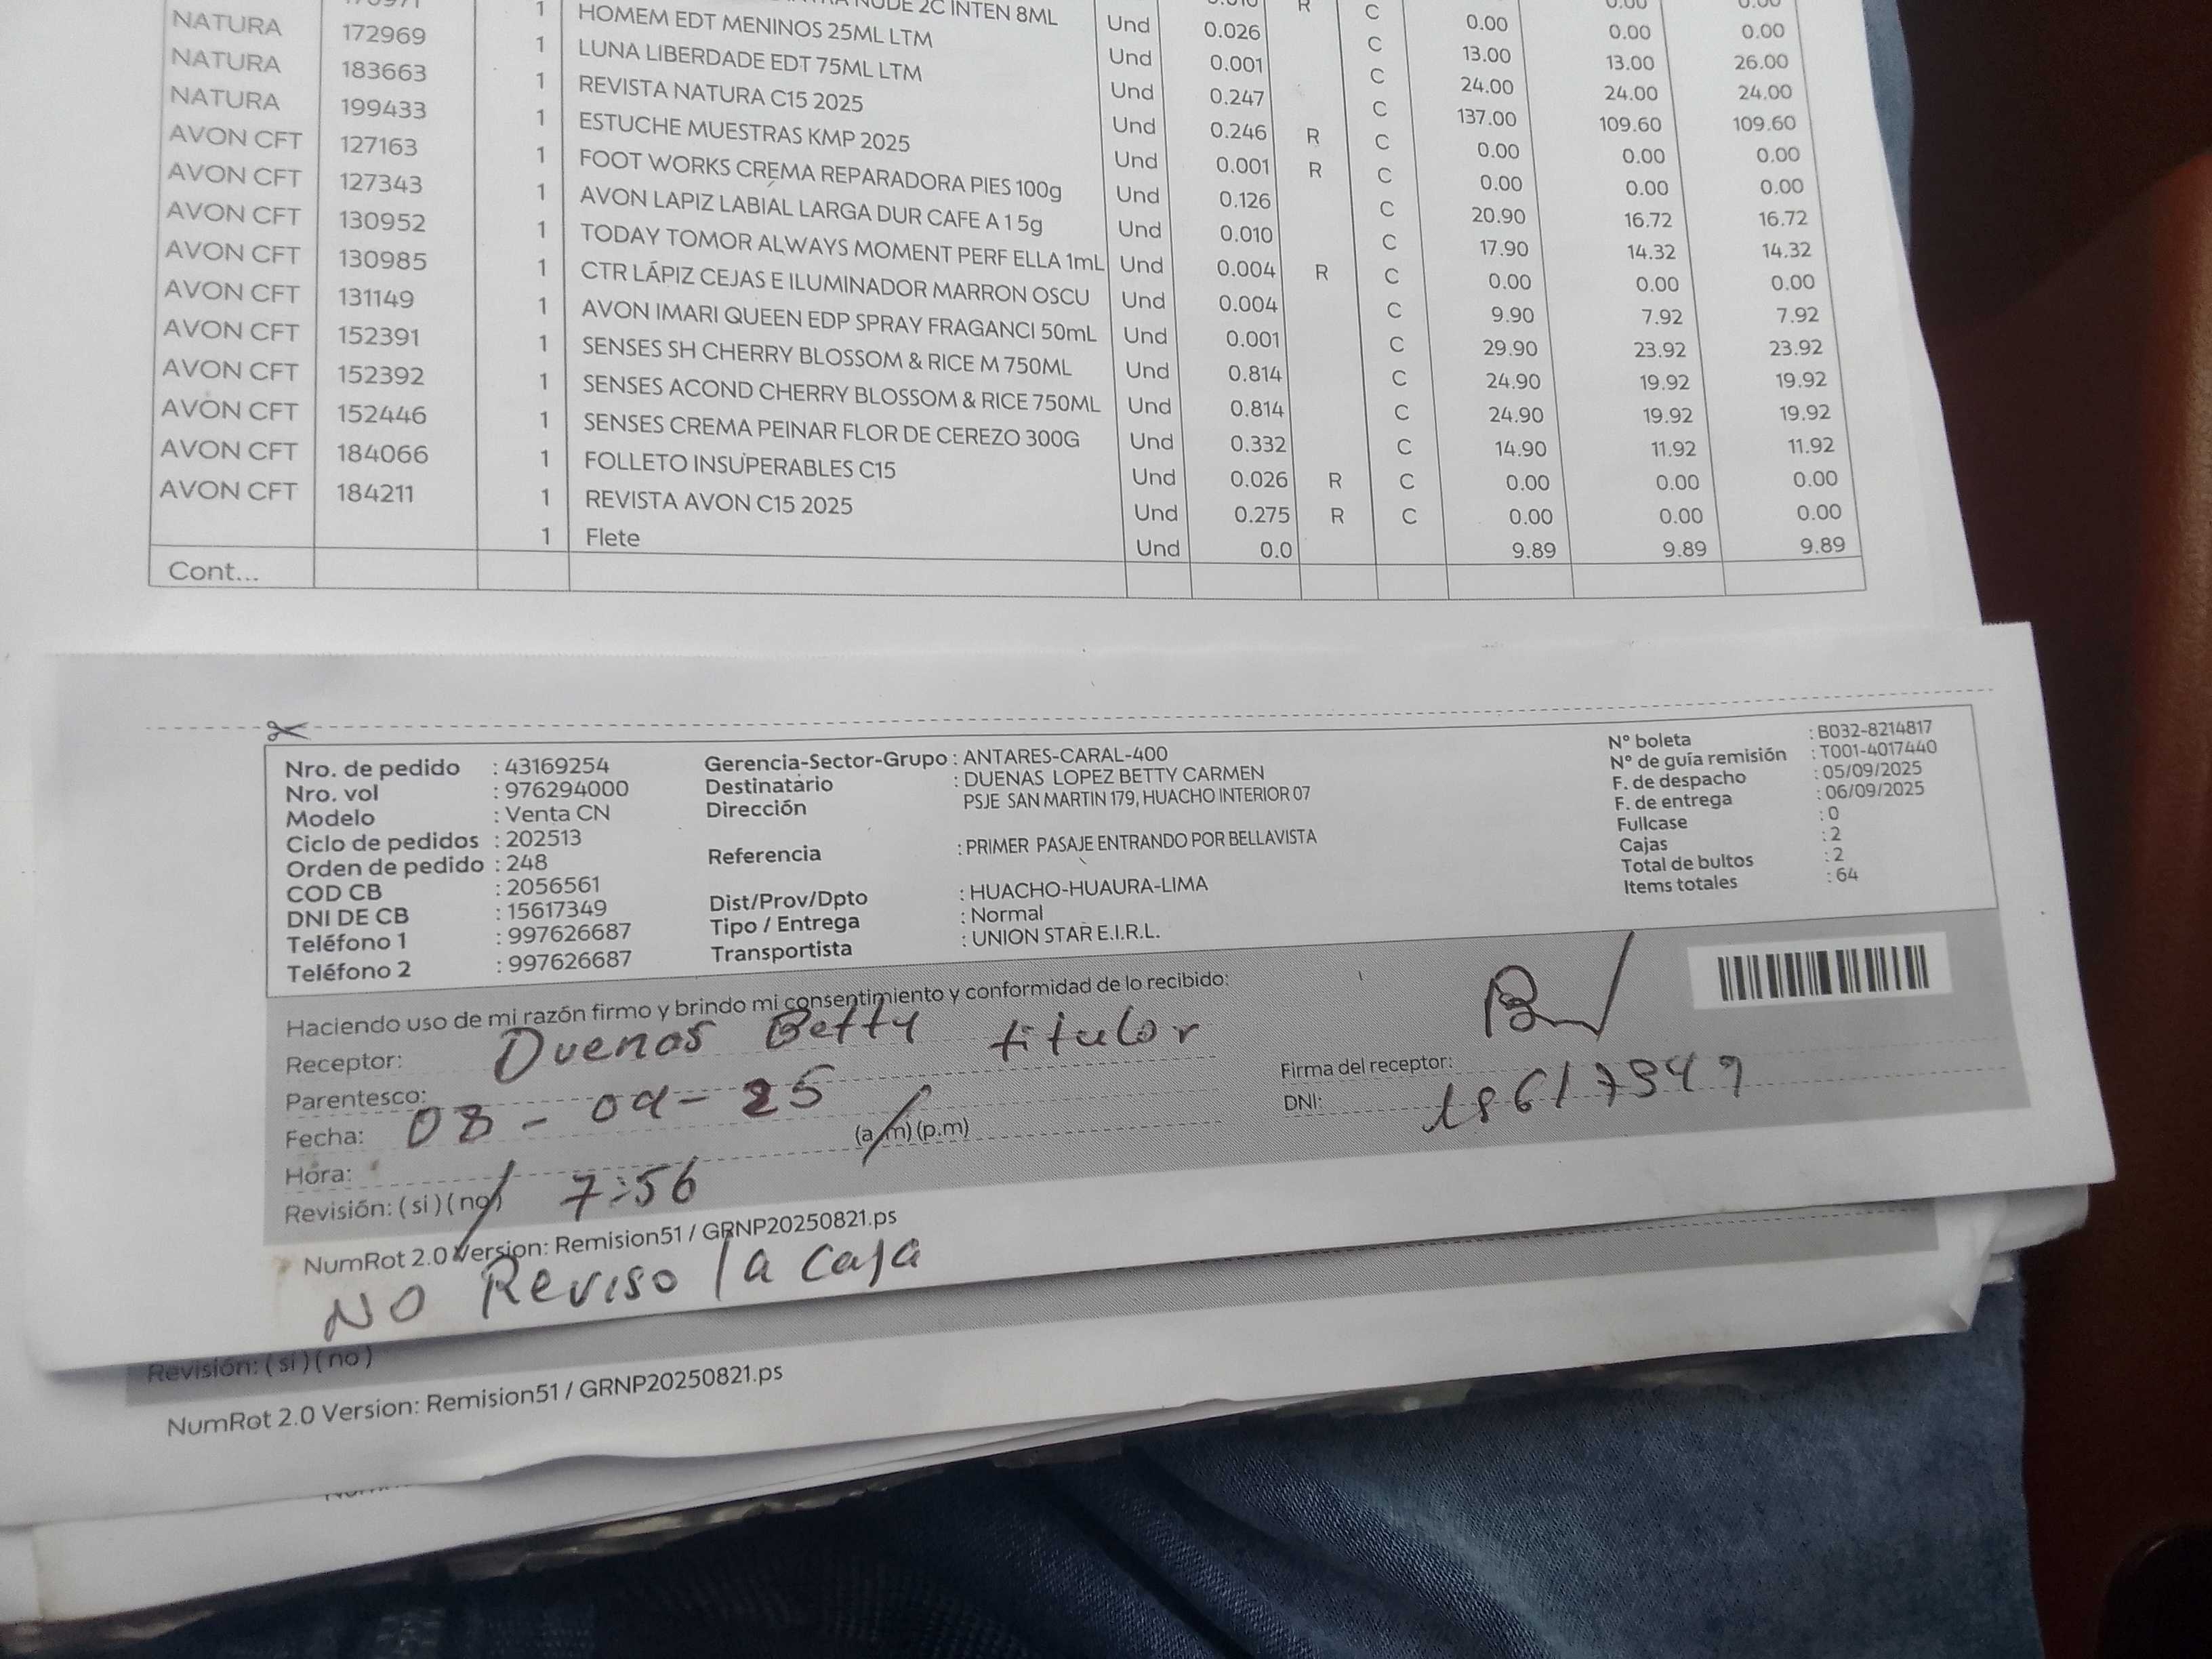 NUDE 2C INTEN 8ML
NATURA 172969 1 HOMEM EDT MENINOS 25ML LTM Und 0.026 C 0.00 0.00 0.00
NATURA 183663 1 LUNA LIBERDADE EDT 75ML LTM Und 0.001 C 13.00 13.00 26.00
NATURA 199433 1 REVISTA NATURA C15 2025 Und 0.247 C 24.00 24.00 24.00
AVON CFT 127163 1 ESTUCHE MUESTRAS KMP 2025 Und 0.246 R C 137.00 109.60 109.60
AVON CFT 127343 1 FOOT WORKS CREMA REPARADORA PIES 100g Und 0.001 R C 0.00 0.00 0.00
AVON CFT 130952 1 AVON LAPIZ LABIAL LARGA DUR CAFE A 1 5g Und 0.126 C 0.00 0.00 0.00
AVON CFT 130985 1 TODAY TOMOR ALWAYS MOMENT PERF ELLA 1mL Und 0.010 C 20.90 16.72 16.72
AVON CFT 131149 1 CTR LÁPIZ CEJAS E ILUMINADOR MARRON OSCU Und 0.004 R C 17.90 14.32 14.32
AVON CFT 152391 1 AVON IMARI QUEEN EDP SPRAY FRAGANCI 50mL Und 0.004 C 0.00 0.00 0.00
AVON CFT 152392 1 SENSES SH CHERRY BLOSSOM & RICE M 750ML Und 0.001 C 9.90 7.92 7.92
AVON CFT 152446 1 SENSES ACOND CHERRY BLOSSOM & RICE 750ML Und 0.814 C 29.90 23.92 23.92
AVON CFT 184066 1 SENSES CREMA PEINAR FLOR DE CEREZO 300G Und 0.814 C 24.90 19.92 19.92
AVON CFT 184211 1 FOLLETO INSUPERABLES C15 Und 0.332 C 24.90 19.92 19.92
1 REVISTA AVON C15 2025 Und 0.026 R C 14.90 11.92 11.92
1 Flete Und 0.275 R C 0.00 0.00 0.00
Und 0.0 0.00 0.00 0.00
9.89 9.89 9.89
Cont...
Nro. de pedido : 43169254
Nro. vol : 976294000
Modelo : Venta CN
Ciclo de pedidos : 202513
Orden de pedido : 248
COD CB : 2056561
DNI DE CB : 15617349
Teléfono 1 : 997626687
Teléfono 2 : 997626687
Gerencia-Sector-Grupo : ANTARES-CARAL-400
Destinatario : DUENAS LOPEZ BETTY CARMEN
Dirección PSJE SAN MARTIN 179, HUACHO INTERIOR 07
Referencia : PRIMER PASAJE ENTRANDO POR BELLAVISTA
Dist/Prov/Dpto : HUACHO-HUAURA-LIMA
Tipo / Entrega : Normal
Transportista : UNION STAR E.I.R.L.
N° boleta : B032-8214817
N° de guía remisión : T001-4017440
F. de despacho : 05/09/2025
F. de entrega : 06/09/2025
Fullcase : 0
Cajas : 2
Total de bultos : 2
Items totales : 64
Haciendo uso de mi razón firmo y brindo mi consentimiento y conformidad de lo recibido:
Receptor: Duenas Betty titular
Parentesco:
Fecha: 08 - 09 - 25
Hora: (a.m) (p.m)
Revisión: ( si ) ( no ) 7:56
Firma del receptor:
DNI: 15617349
NumRot 2.0 Version: Remision51 / GRNP20250821.ps
NO Reviso la caja
Revisión: ( si ) ( no )
NumRot 2.0 Version: Remision51 / GRNP20250821.ps